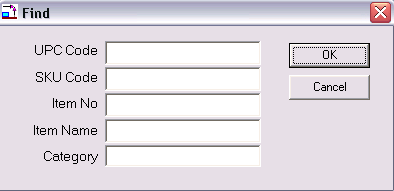 Find
UPC Code
OK
SKU Code
Cancel
Item No
Item Name
Category